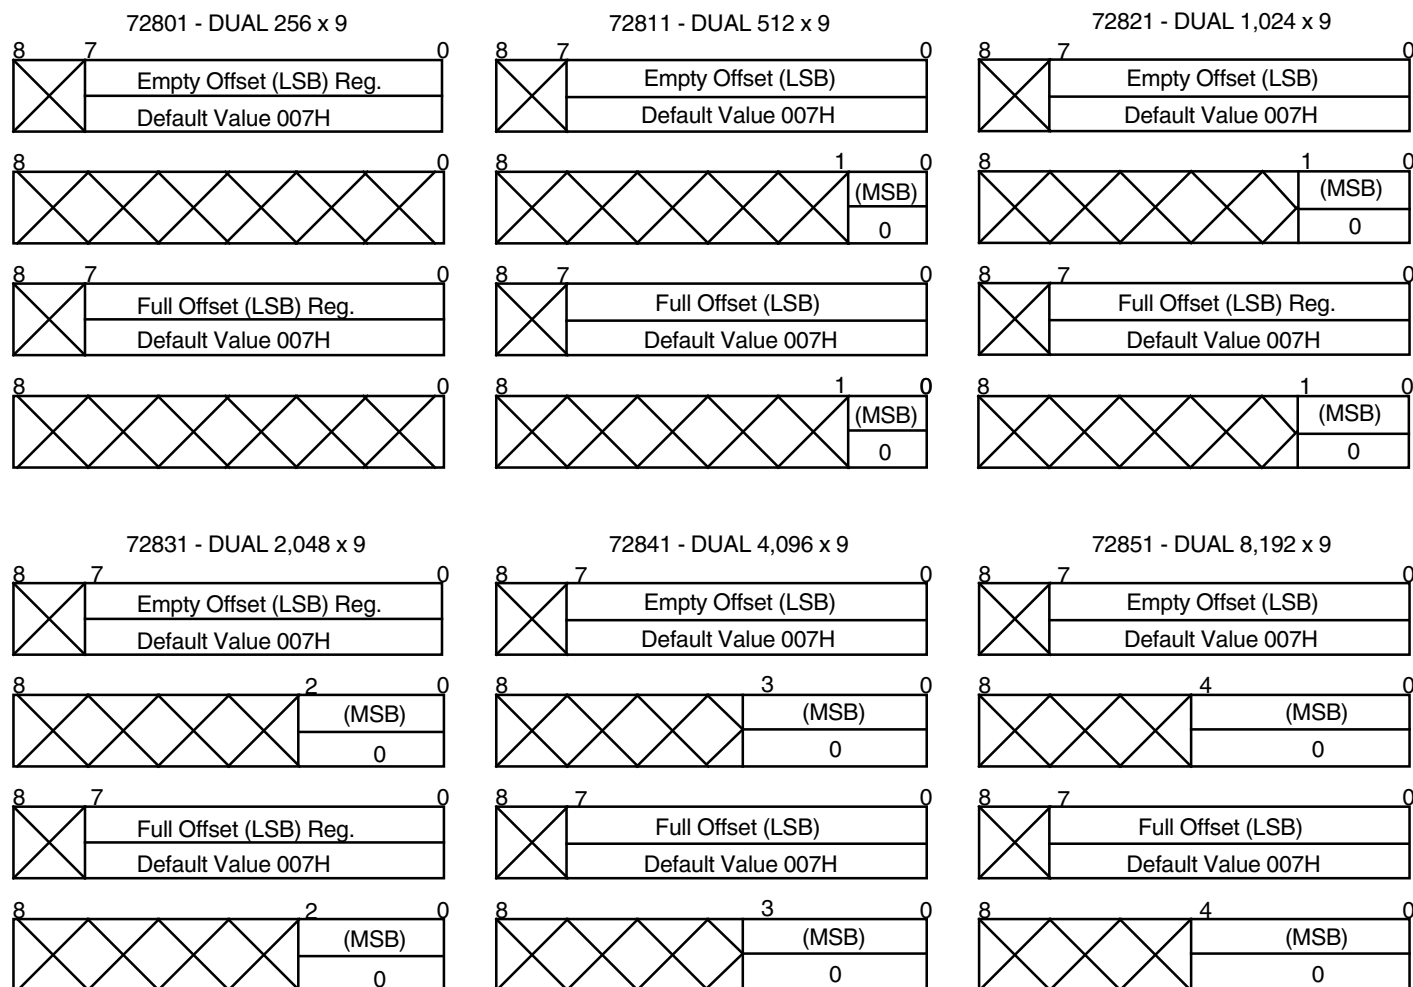 72801 - DUAL 256 x 9
8 7 0
Empty Offset (LSB) Reg.
Default Value 007H
8 0
8 7 0
Full Offset (LSB) Reg.
Default Value 007H
8 0
72811 - DUAL 512 x 9
8 7 0
Empty Offset (LSB)
Default Value 007H
8 1 0
(MSB)
0
8 7 0
Full Offset (LSB)
Default Value 007H
8 1 0
(MSB)
0
72821 - DUAL 1,024 x 9
8 7 0
Empty Offset (LSB)
Default Value 007H
8 1 0
(MSB)
0
8 7 0
Full Offset (LSB) Reg.
Default Value 007H
8 1 0
(MSB)
0
72831 - DUAL 2,048 x 9
8 7 0
Empty Offset (LSB) Reg.
Default Value 007H
8 2 0
(MSB)
0
8 7 0
Full Offset (LSB) Reg.
Default Value 007H
8 2 0
(MSB)
0
72841 - DUAL 4,096 x 9
8 7 0
Empty Offset (LSB)
Default Value 007H
8 3 0
(MSB)
0
8 7 0
Full Offset (LSB)
Default Value 007H
8 3 0
(MSB)
0
72851 - DUAL 8,192 x 9
8 7 0
Empty Offset (LSB)
Default Value 007H
8 4 0
(MSB)
0
8 7 0
Full Offset (LSB)
Default Value 007H
8 4 0
(MSB)
0